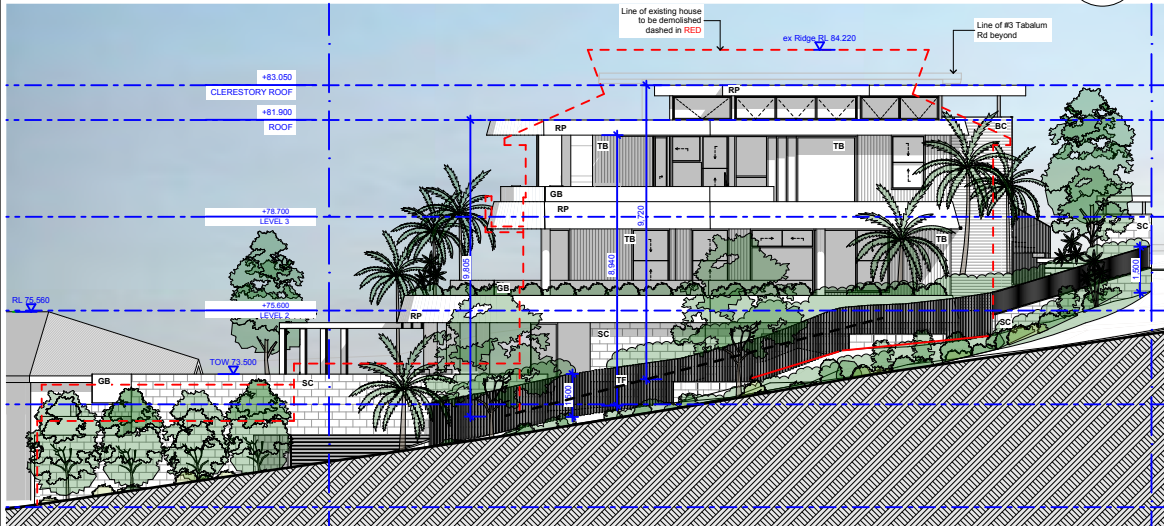 Line of existing house
to be demolished
dashed in RED
Line of #3 Tabalum
Rd beyond
ex Ridge RL 84.220
+83.050
CLERESTORY ROOF
RP
+81.900
ROOF
RP
BC
TB
TB
GB
+78.700
LEVEL 3
RP
9.720
SC
TB
TB
9.805
8.940
1.500
GB
RL 75.560
+75.600
LEVEL 2
RP
SC
SC
TOW 73.500
GB
SC
TF